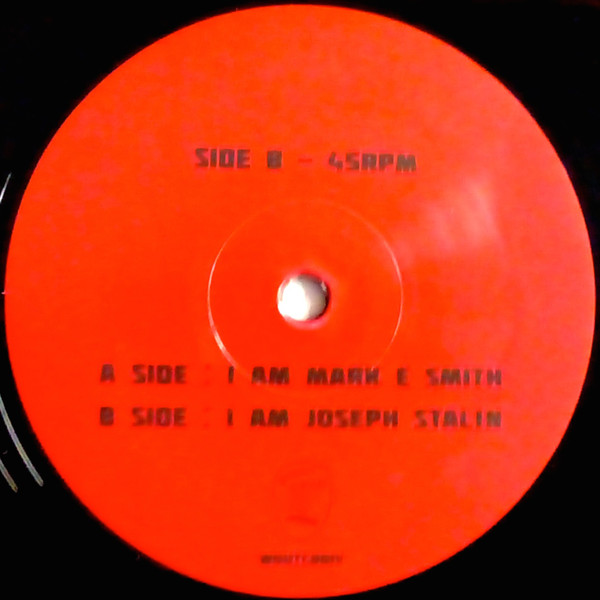 SIDE B - 45RPM
A SIDE : I AM MARK E SMITH
B SIDE : I AM JOSEPH STALIN